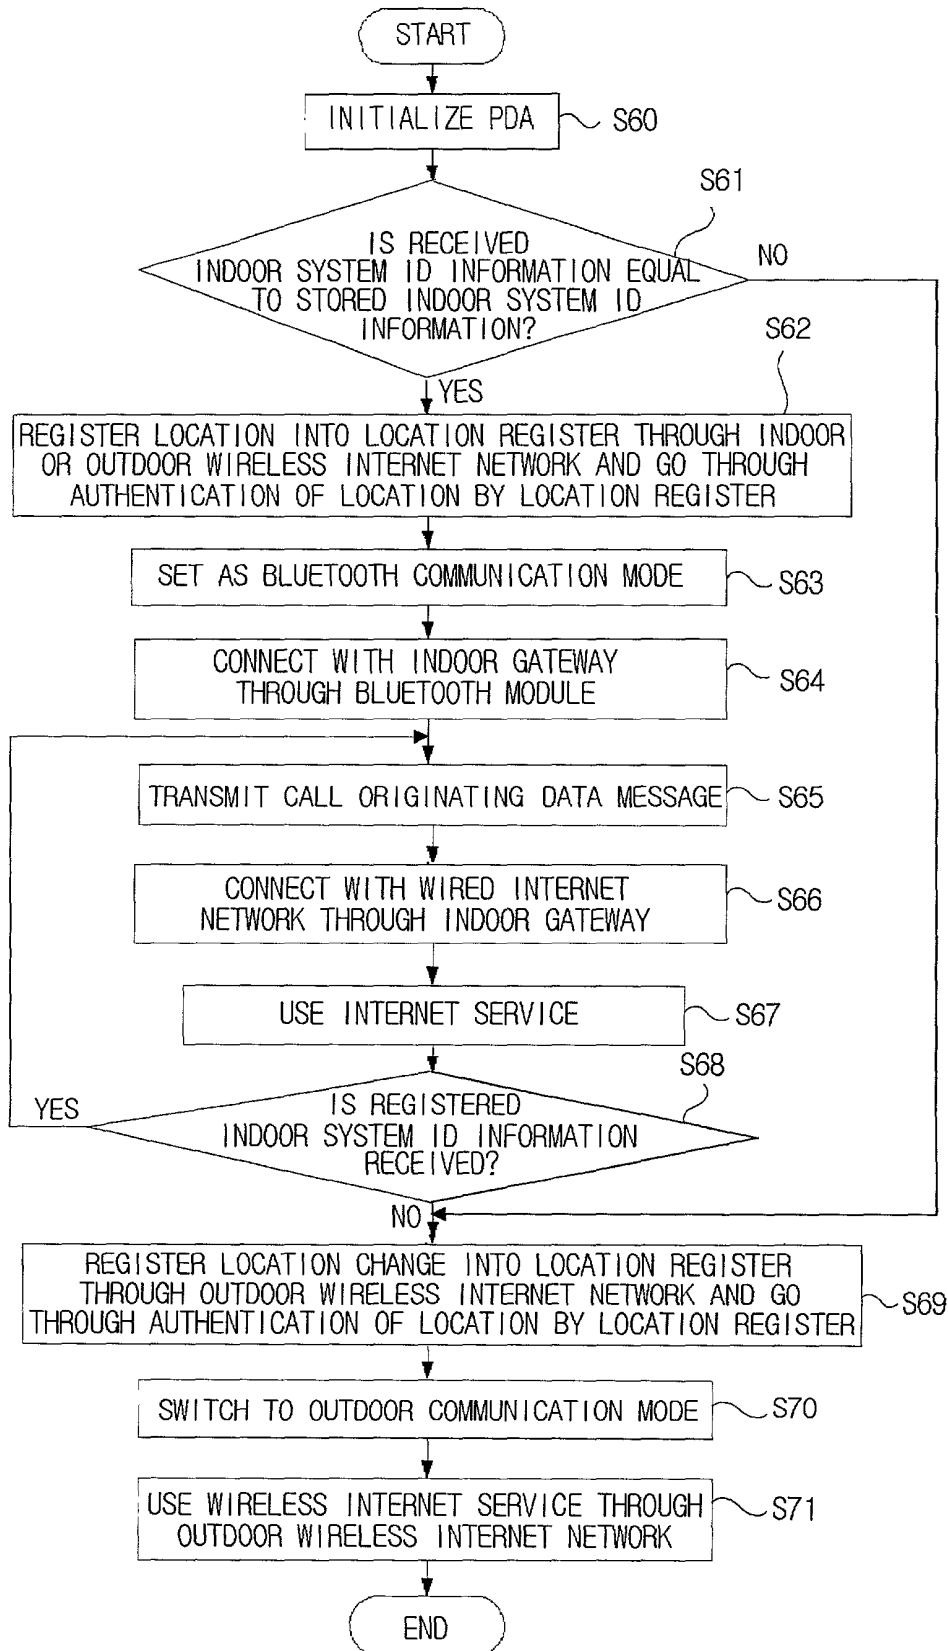 START
INITIALIZE PDA
S60
S61
IS RECEIVED
INDOOR SYSTEM ID INFORMATION EQUAL
TO STORED INDOOR SYSTEM ID
INFORMATION?
NO
YES
S62
REGISTER LOCATION INTO LOCATION REGISTER THROUGH INDOOR
OR OUTDOOR WIRELESS INTERNET NETWORK AND GO THROUGH
AUTHENTICATION OF LOCATION BY LOCATION REGISTER
SET AS BLUETOOTH COMMUNICATION MODE
S63
CONNECT WITH INDOOR GATEWAY
THROUGH BLUETOOTH MODULE
S64
TRANSMIT CALL ORIGINATING DATA MESSAGE
S65
CONNECT WITH WIRED INTERNET
NETWORK THROUGH INDOOR GATEWAY
S66
USE INTERNET SERVICE
S67
S68
YES
IS REGISTERED
INDOOR SYSTEM ID INFORMATION
RECEIVED?
NO
REGISTER LOCATION CHANGE INTO LOCATION REGISTER
THROUGH OUTDOOR WIRELESS INTERNET NETWORK AND GO
THROUGH AUTHENTICATION OF LOCATION BY LOCATION REGISTER
S69
SWITCH TO OUTDOOR COMMUNICATION MODE
S70
USE WIRELESS INTERNET SERVICE THROUGH
OUTDOOR WIRELESS INTERNET NETWORK
S71
END